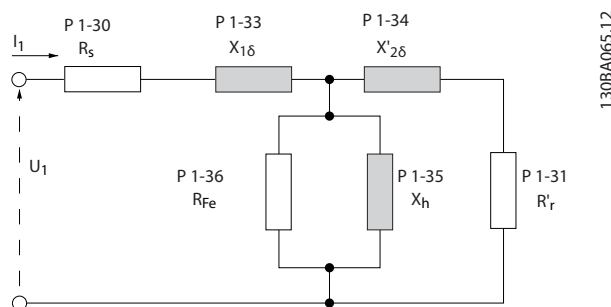 P 1-30
P 1-33
P 1-34
I1
Rs
X1δ
X'2δ
U1
P 1-36
RFe
P 1-35
Xh
P 1-31
R'r
130BA065.12